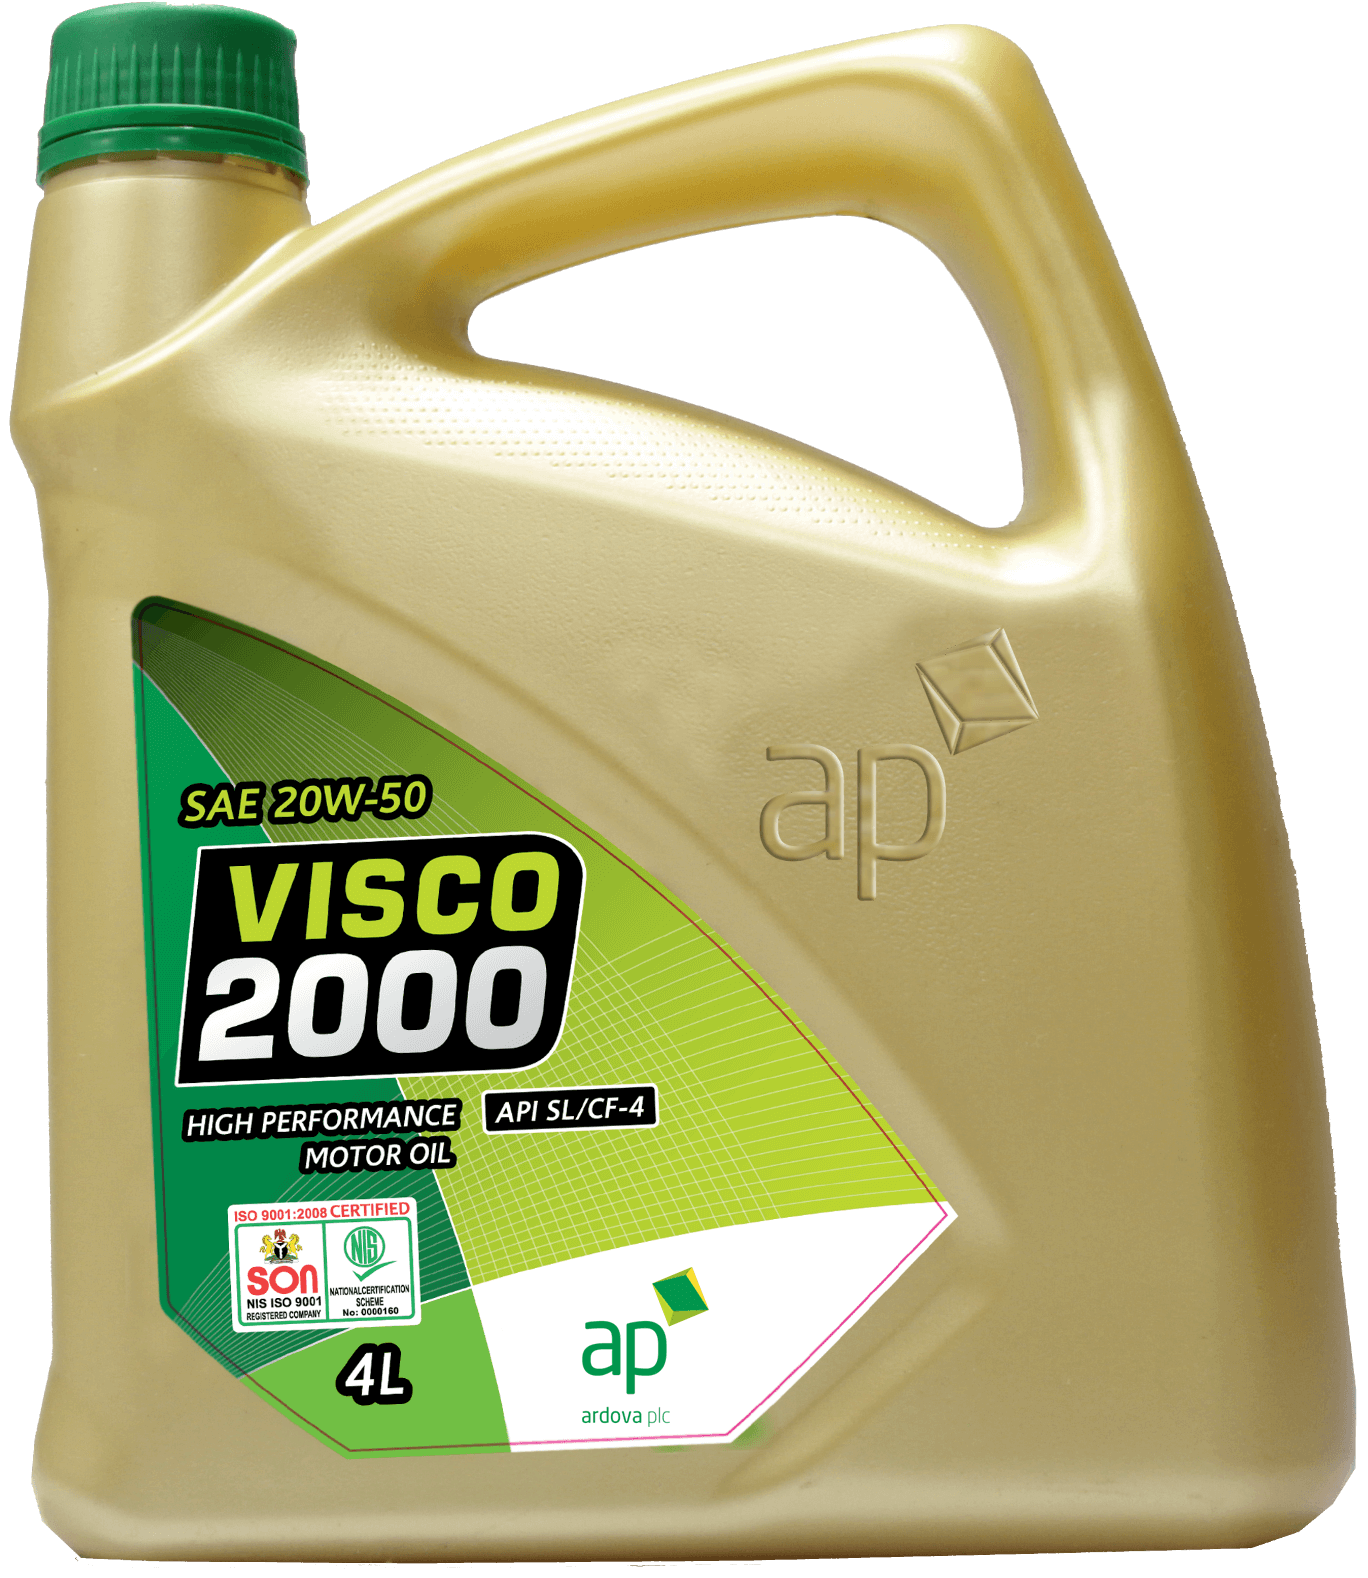 ap
SAE 20W-50
VISCO
2000
HIGH PERFORMANCE
MOTOR OIL
API SL/CF-4
ISO 9001:2008 CERTIFIED
SON
NIS ISO 9001
REGISTERED COMPANY
NIS
NATIONALCERTIFICATION
SCHEME
No: 0000160
4L
ap
ardova plc